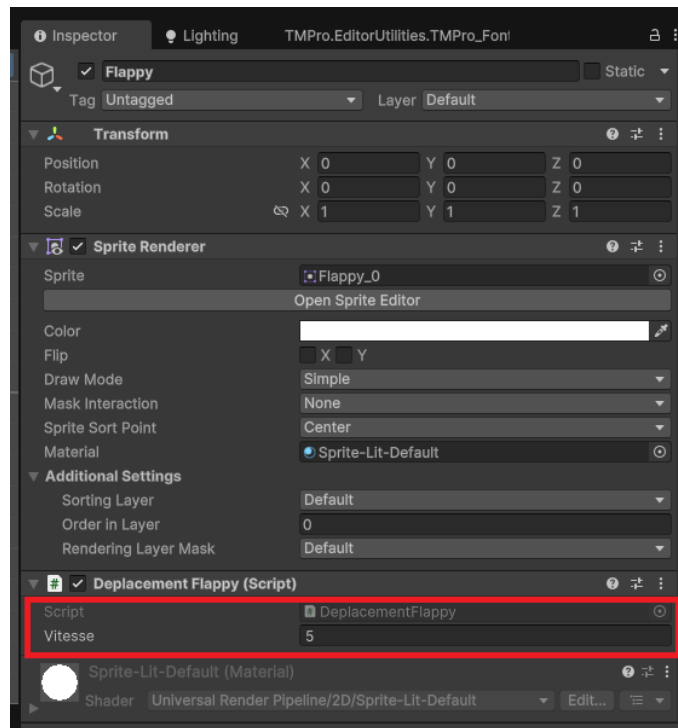 Inspector Lighting TMPro.EditorUtilities.TMPro_Font
Flappy Static
Tag Untagged Layer Default
Transform
Position X 0 Y 0 Z 0
Rotation X 0 Y 0 Z 0
Scale X 1 Y 1 Z 1
Sprite Renderer
Sprite Flappy_0
Open Sprite Editor
Color
Flip X Y
Draw Mode Simple
Mask Interaction None
Sprite Sort Point Center
Material Sprite-Lit-Default
Additional Settings
Sorting Layer Default
Order in Layer 0
Rendering Layer Mask Default
# Deplacement Flappy (Script)
Script DeplacementFlappy
Vitesse 5
Sprite-Lit-Default (Material)
Shader Universal Render Pipeline/2D/Sprite-Lit-Default Edit...